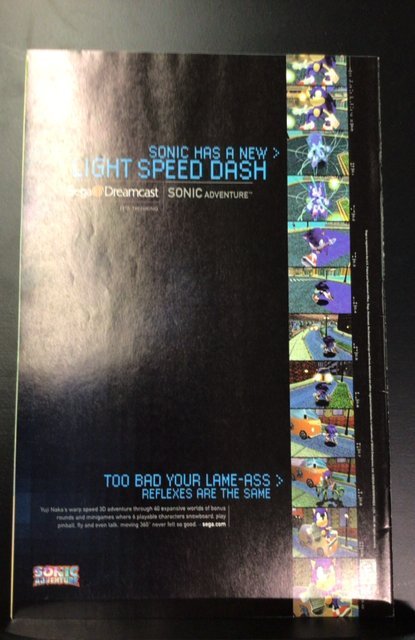 SONIC HAS A NEW >
LIGHT SPEED DASH
Sega Dreamcast | SONIC ADVENTURE™
TOO BAD YOUR LAME-ASS >
REFLEXES ARE THE SAME
Yuji Naka's warp speed 3D adventure through 60 expansive worlds of bonus
rounds and minigames where 6 playable characters snowboard, play
pinball, fly and even talk. moving 360° never felt so good. - sega.com
SONIC
ADVENTURE